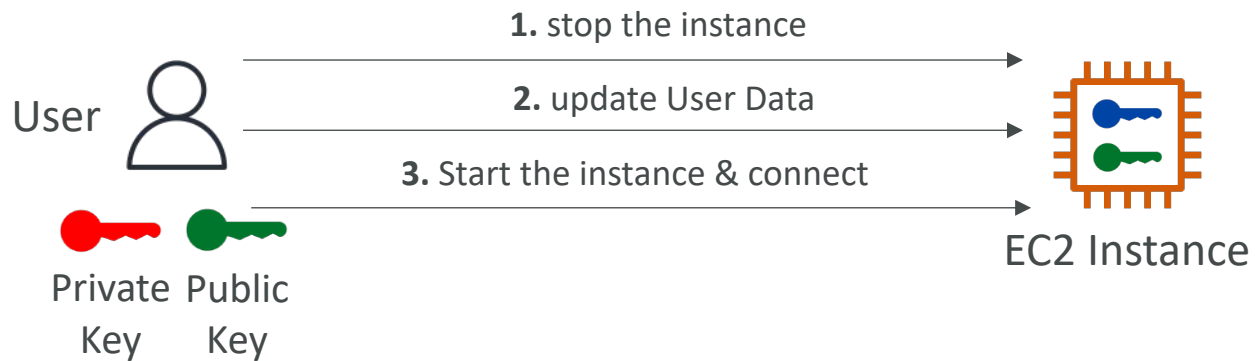 1. stop the instance
User
2. update User Data
3. Start the instance & connect
EC2 Instance
Private
Key
Public
Key